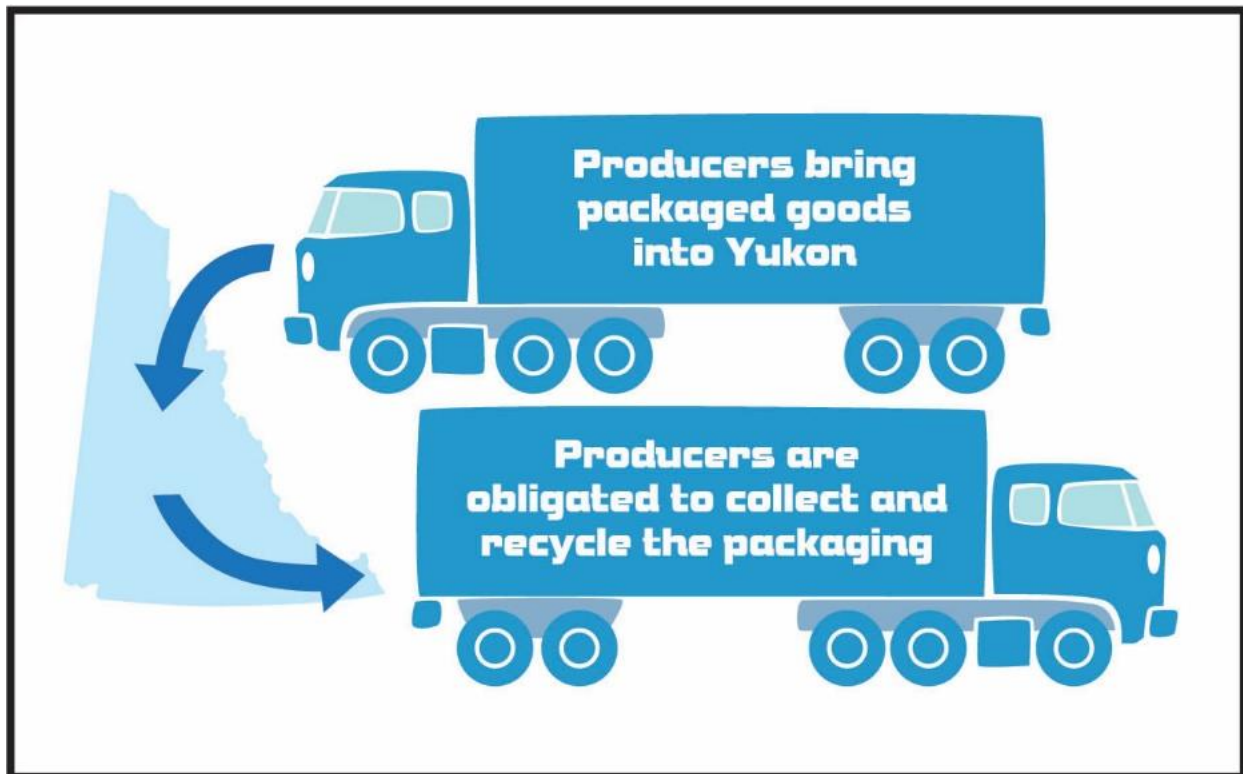 Producers bring
packaged goods
into Yukon
Producers are
obligated to collect and
recycle the packaging